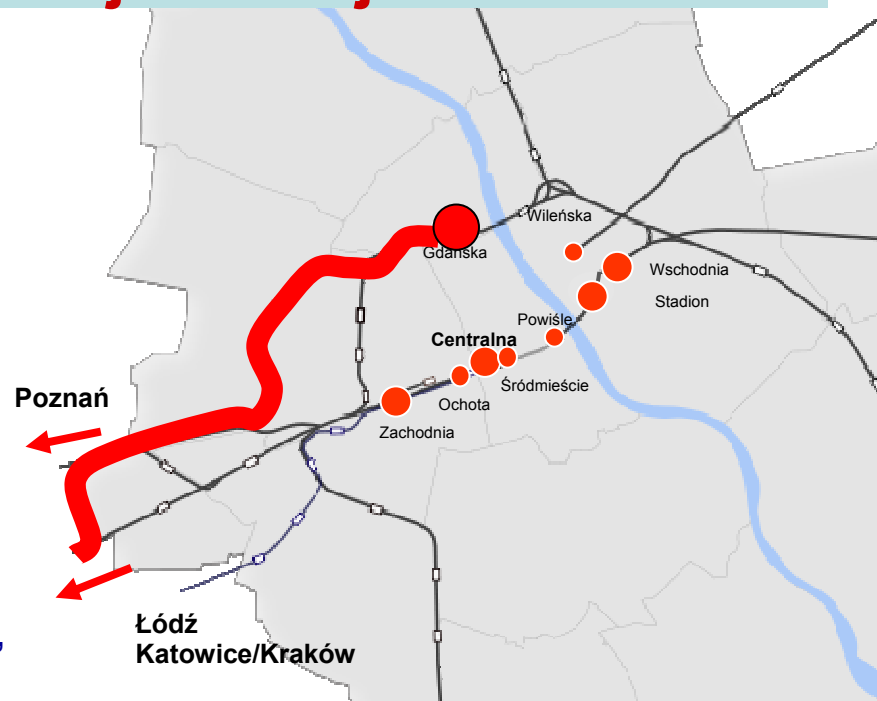 Wileńska
Gdańska
Wschodnia
Stadion
Powiśle
Centralna
Śródmieście
Poznań
Ochota
Zachodnia
Łódź
Katowice/Kraków